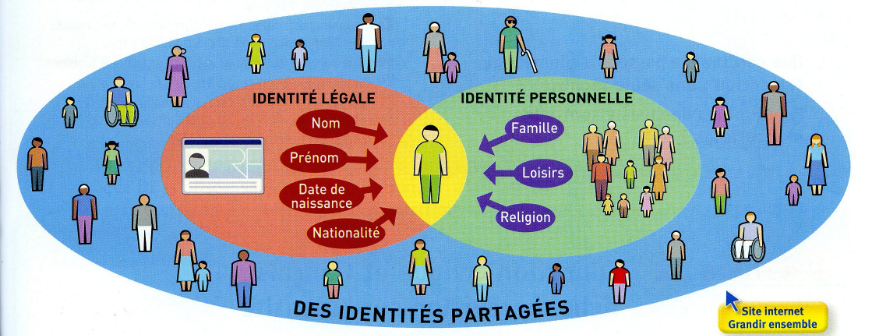 IDENTITÉ LÉGALE
Nom
Prénom
Date de
naissance
Nationalité
IDENTITÉ PERSONNELLE
Famille
Loisirs
Religion
DES IDENTITÉS PARTAGÉES
Site internet
Grandir ensemble